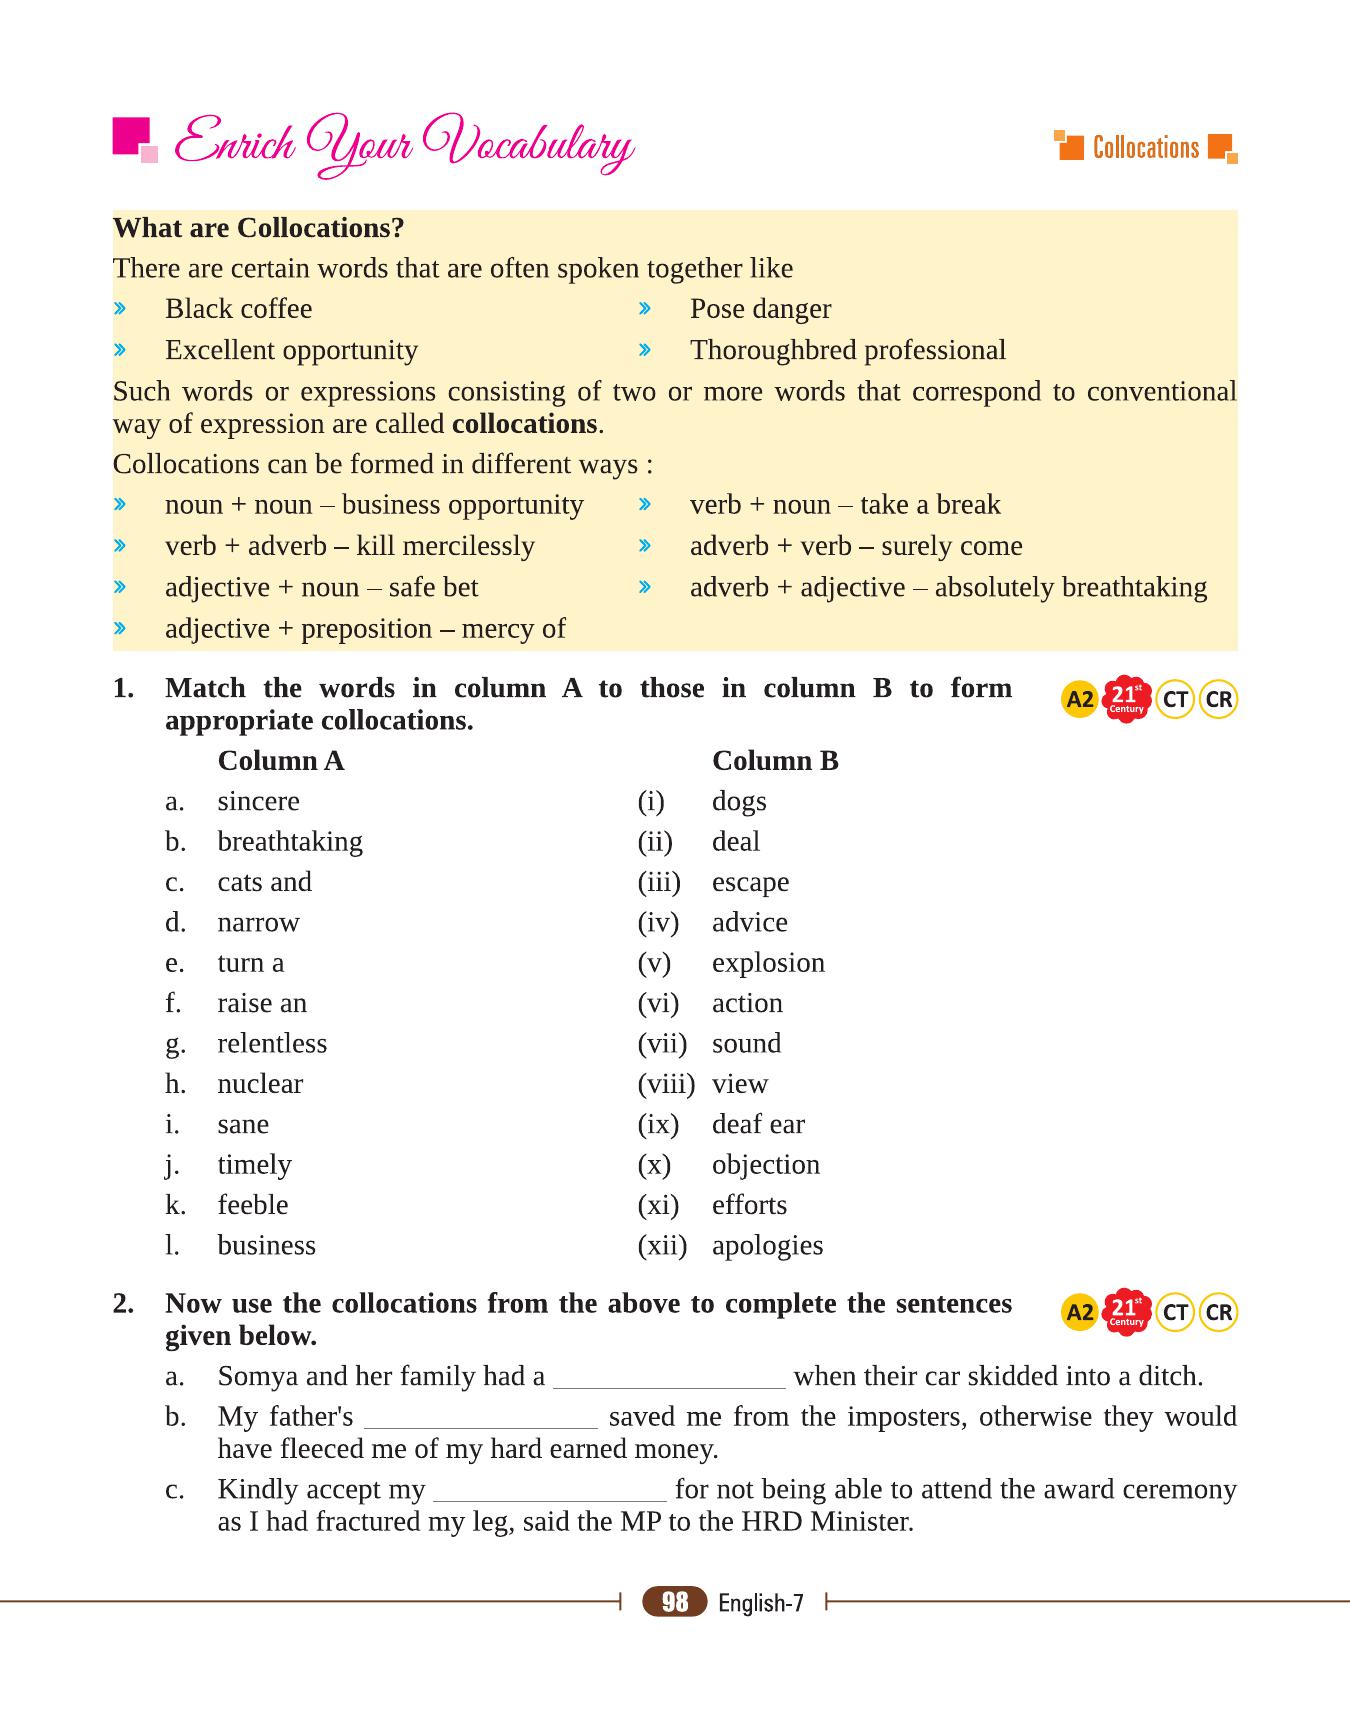 Enrich Your Vocabulary
Collocations
What are Collocations?
There are certain words that are often spoken together like
» Black coffee » Pose danger
» Excellent opportunity » Thoroughbred professional
Such words or expressions consisting of two or more words that correspond to conventional
way of expression are called collocations.
Collocations can be formed in different ways :
» noun + noun – business opportunity » verb + noun – take a break
» verb + adverb – kill mercilessly » adverb + verb – surely come
» adjective + noun – safe bet » adverb + adjective – absolutely breathtaking
» adjective + preposition – mercy of
1. Match the words in column A to those in column B to form A2 21st Century CT CR
appropriate collocations.
Column A Column B
a. sincere (i) dogs
b. breathtaking (ii) deal
c. cats and (iii) escape
d. narrow (iv) advice
e. turn a (v) explosion
f. raise an (vi) action
g. relentless (vii) sound
h. nuclear (viii) view
i. sane (ix) deaf ear
j. timely (x) objection
k. feeble (xi) efforts
l. business (xii) apologies
2. Now use the collocations from the above to complete the sentences A2 21st Century CT CR
given below.
a. Somya and her family had a ________________ when their car skidded into a ditch.
b. My father's ________________ saved me from the imposters, otherwise they would
have fleeced me of my hard earned money.
c. Kindly accept my ________________ for not being able to attend the award ceremony
as I had fractured my leg, said the MP to the HRD Minister.
98 English-7